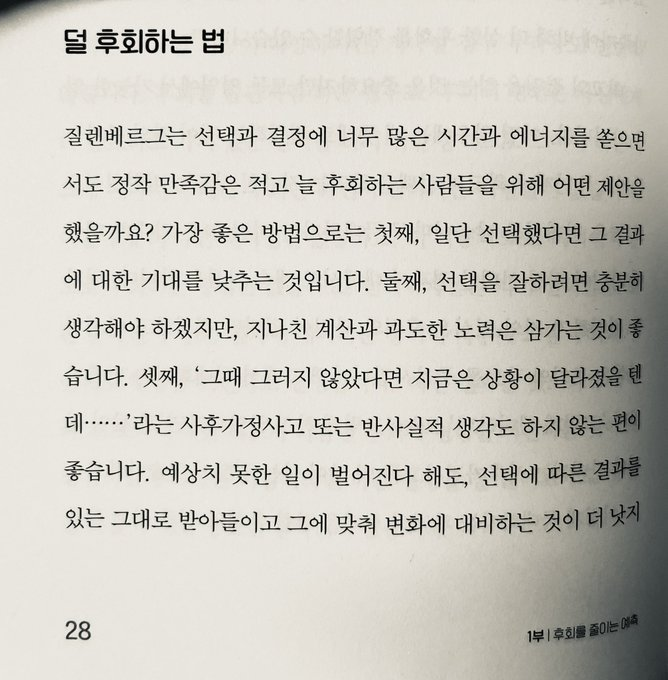 덜 후회하는 법
질렌베르그는 선택과 결정에 너무 많은 시간과 에너지를 쏟으면
서도 정작 만족감은 적고 늘 후회하는 사람들을 위해 어떤 제안을
했을까요? 가장 좋은 방법으로는 첫째, 일단 선택했다면 그 결과
에 대한 기대를 낮추는 것입니다. 둘째, 선택을 잘하려면 충분히
생각해야 하겠지만, 지나친 계산과 과도한 노력은 삼가는 것이 좋
습니다. 셋째, ‘그때 그러지 않았다면 지금은 상황이 달라졌을 텐
데……’라는 사후가정사고 또는 반사실적 생각도 하지 않는 편이
좋습니다. 예상치 못한 일이 벌어진다 해도, 선택에 따른 결과를
있는 그대로 받아들이고 그에 맞춰 변화에 대비하는 것이 더 낫지
28
1부 | 후회를 줄이는 예측